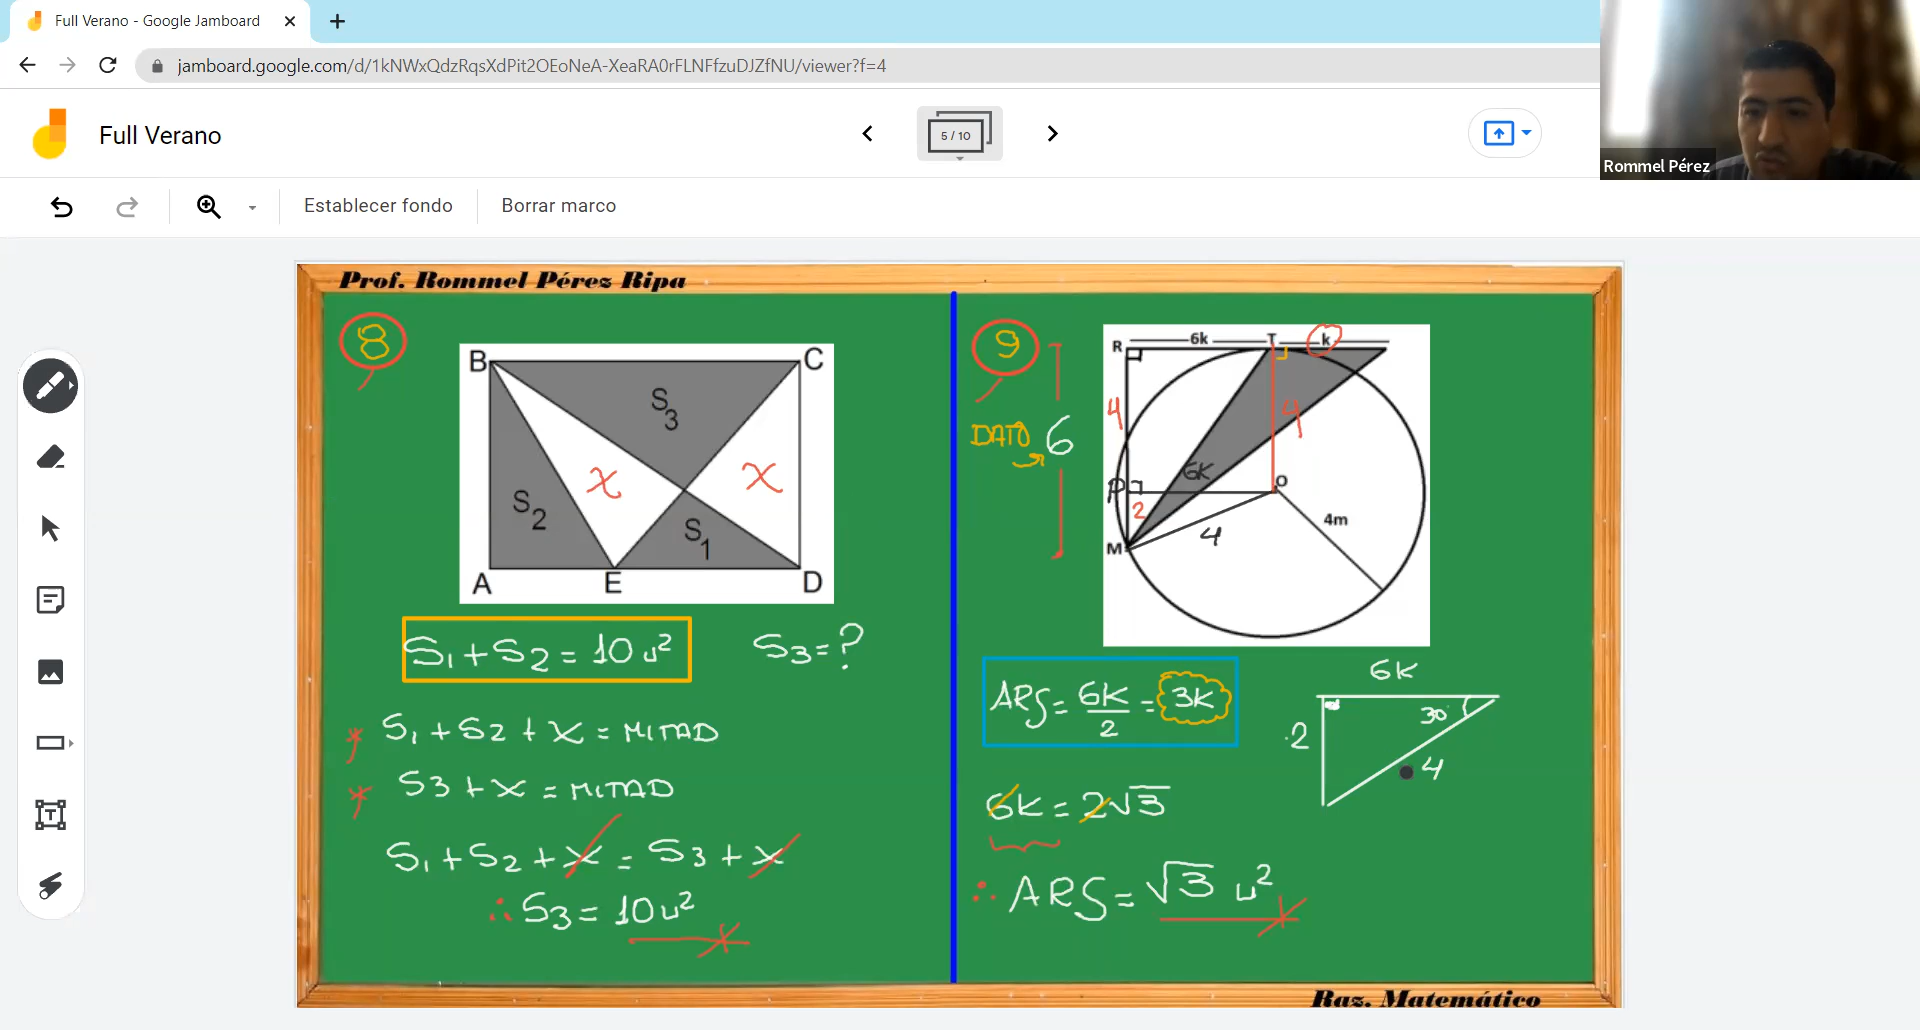 Full Verano - Google Jamboard
jamboard.google.com/d/1kNWxQdzRqsXdPit2OEoNeA-XeaRA0rFLNFfzuDJZfNU/viewer?f=4
Full Verano
5 / 10
Rommel Pérez
Establecer fondo
Borrar marco
Prof. Rommel Pérez Ripa
8
B
C
S3
x
x
S2
S1
A
E
D
S1 + S2 = 10 u²
S3 = ?
* S1 + S2 + x = MITAD
* S3 + x = MITAD
S1 + S2 + x = S3 + x
∴ S3 = 10 u²
9
DATO 6
R
6k
T
k
4
4
6K
P
O
2
4m
M
4
ARS = 6K/2 = 3K
6K
30
2
4
6K = 2√3
∴ ARS = √3 u²
Raz. Matemático